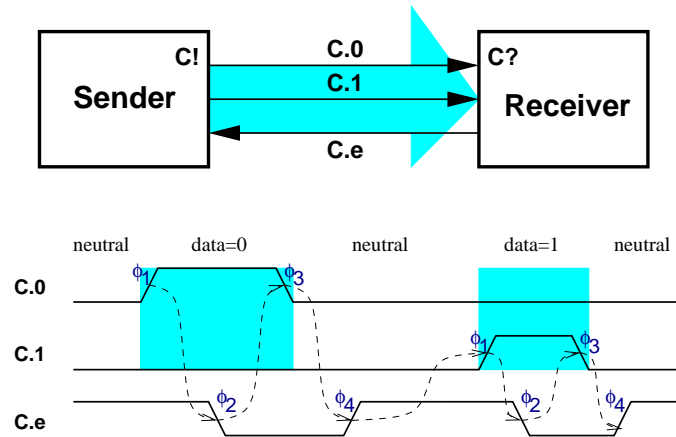 C! C.0 C?
Sender C.1 Receiver
C.e
neutral data=0 neutral data=1 neutral
ϕ1 ϕ3
C.0
ϕ1 ϕ3
C.1
ϕ2 ϕ4 ϕ2 ϕ4
C.e